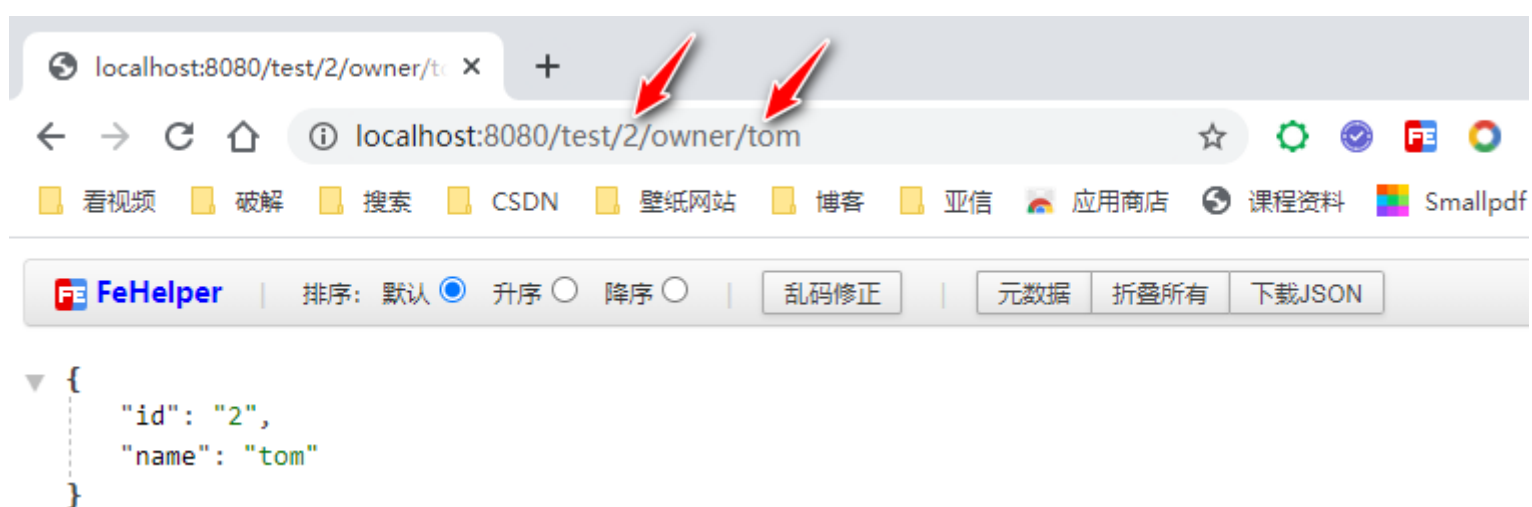 localhost:8080/test/2/owner/to
localhost:8080/test/2/owner/tom
看视频 破解 搜索 CSDN 壁纸网站 博客 亚信 应用商店 课程资料 Smallpdf
FE FeHelper | 排序: 默认 升序 降序 | 乱码修正 | 元数据 折叠所有 下载JSON
{
"id": "2",
"name": "tom"
}